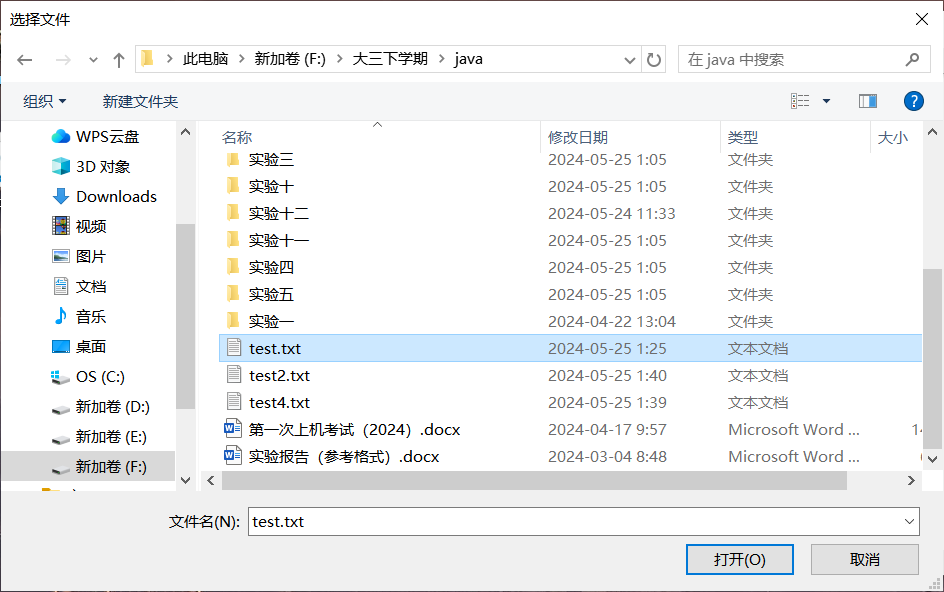 选择文件
此电脑 > 新加卷 (F:) > 大三下学期 > java
在 java 中搜索
组织 新建文件夹
?
WPS云盘
3D 对象
Downloads
视频
图片
文档
音乐
桌面
OS (C:)
新加卷 (D:)
新加卷 (E:)
新加卷 (F:)
名称 修改日期 类型 大小
实验三 2024-05-25 1:05 文件夹
实验十 2024-05-25 1:05 文件夹
实验十二 2024-05-24 11:33 文件夹
实验十一 2024-05-25 1:05 文件夹
实验四 2024-05-25 1:05 文件夹
实验五 2024-05-25 1:05 文件夹
实验一 2024-04-22 13:04 文件夹
test.txt 2024-05-25 1:25 文本文档
test2.txt 2024-05-25 1:40 文本文档
test4.txt 2024-05-25 1:39 文本文档
第一次上机考试（2024）.docx 2024-04-17 9:57 Microsoft Word ...
实验报告（参考格式）.docx 2024-03-04 8:48 Microsoft Word ...
文件名(N): test.txt
打开(O) 取消